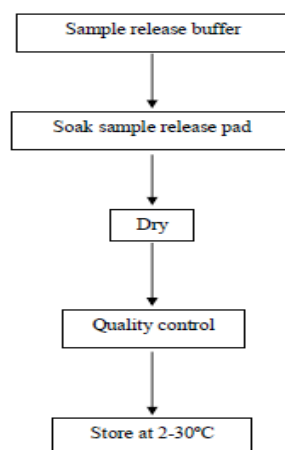 Sample release buffer
Soak sample release pad
Dry
Quality control
Store at 2-30°C